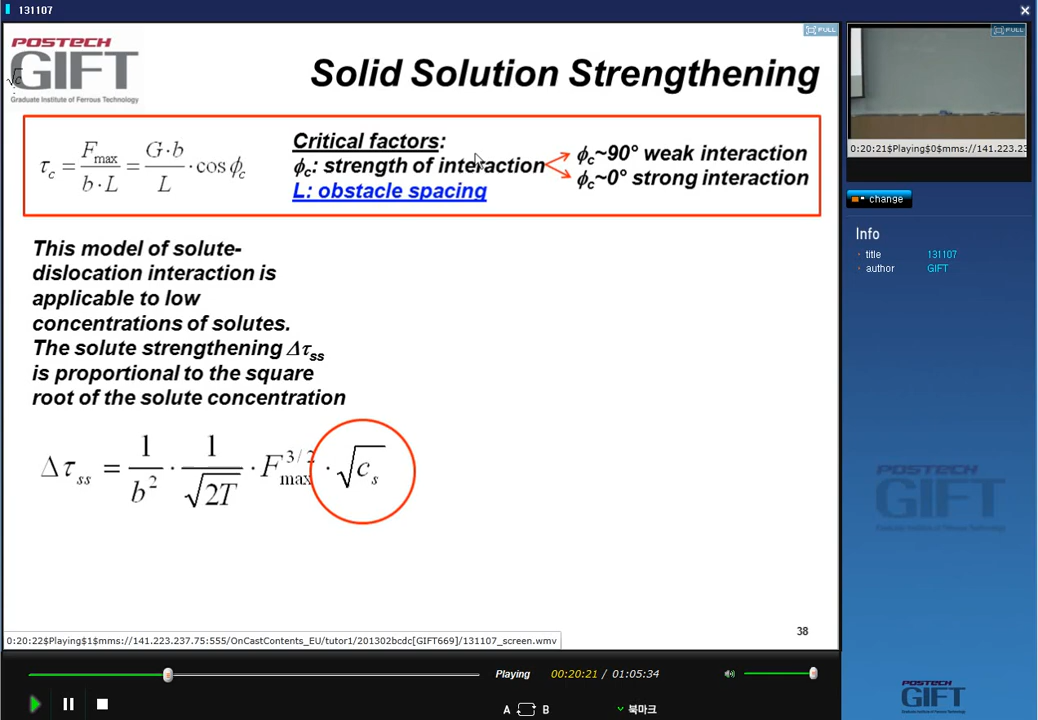 131107
FULL
FULL
POSTECH
GIFT
Graduate Institute of Ferrous Technology
Solid Solution Strengthening
τc = Fmax / b·L = G·b / L · cos ϕc
Critical factors:
ϕc: strength of interaction
L: obstacle spacing
ϕc~90° weak interaction
ϕc~0° strong interaction
This model of solute-
dislocation interaction is
applicable to low
concentrations of solutes.
The solute strengthening Δτss
is proportional to the square
root of the solute concentration
Δτss = 1/b² · 1/√2T · Fmax^3/2 · √cs
38
0:20:22$Playing$1$mms://141.223.237.75:555/OnCastContents_EU/tutor1/201302bcdc[GIFT669]/131107_screen.wmv
0:20:21$Playing$0$mms://141.223.23
change
Info
title 131107
author GIFT
POSTECH
GIFT
Playing 00:20:21 / 01:05:34
A B
북마크
POSTECH
GIFT
Graduate Institute of Ferrous Technology